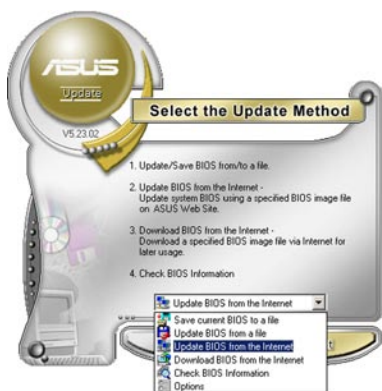 ASUS
Update
V5.23.02
Select the Update Method
1. Update/Save BIOS from/to a file.
2. Update BIOS from the Internet -
Update system BIOS using a specified BIOS image file
on ASUS Web Site.
3. Download BIOS from the Internet -
Download a specified BIOS image file via Internet for
later usage.
4. Check BIOS Information
Update BIOS from the Internet
Save current BIOS to a file
Update BIOS from a file
Update BIOS from the Internet
Download BIOS from the Internet
Check BIOS Information
Options